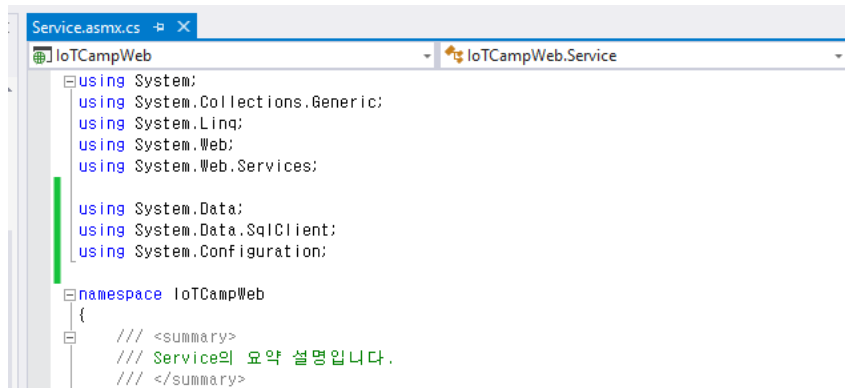 Service.asmx.cs
IoTCampWeb
IoTCampWeb.Service
using System;
using System.Collections.Generic;
using System.Linq;
using System.Web;
using System.Web.Services;
using System.Data;
using System.Data.SqlClient;
using System.Configuration;
namespace IoTCampWeb
{
/// <summary>
/// Service의 요약 설명입니다.
/// </summary>